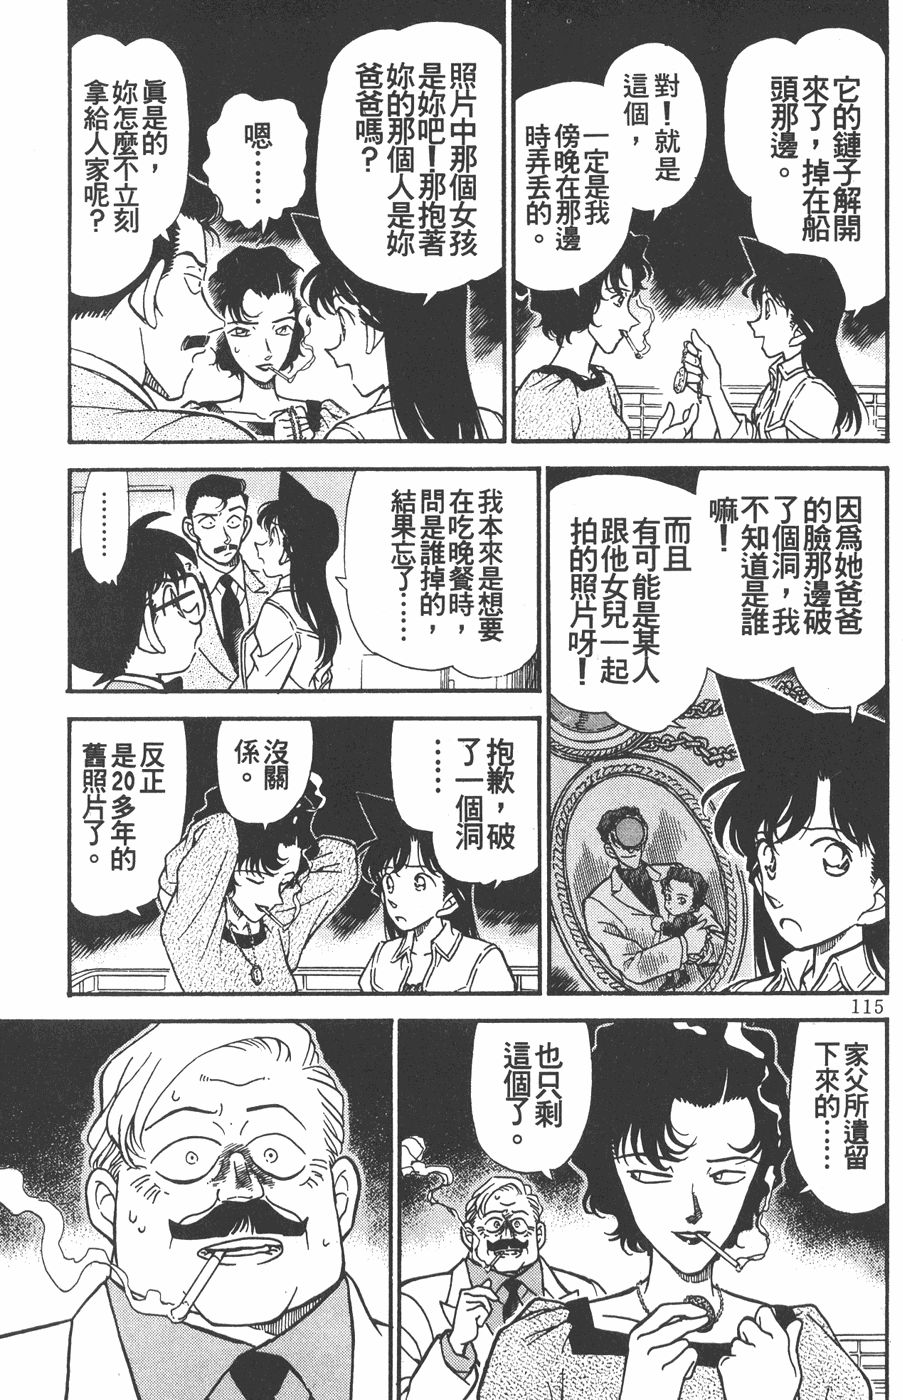 它的鏈子解開
來了，掉在船
頭那邊。
對！就是
這個，
一定是我
傍晚在那邊
時弄丟的。
照片中那個女孩
是妳吧！那抱著
妳的那個人是妳
爸爸嗎？
嗯……
真是的，
妳怎麼不立刻
拿給人家呢？
因為她爸爸
的臉那邊破
了個洞，我
不知道是誰
嘛！
而且
有可能是某人
跟他女兒一起
拍的照片呀！
我本來是想要
在吃晚餐時，
問是誰掉的，
結果忘了……
………
抱歉，破
了一個洞
……
沒關
係。
反正
是20多年的
舊照片了。
115
家父所遺留
下來的……
也只剩
這個了。